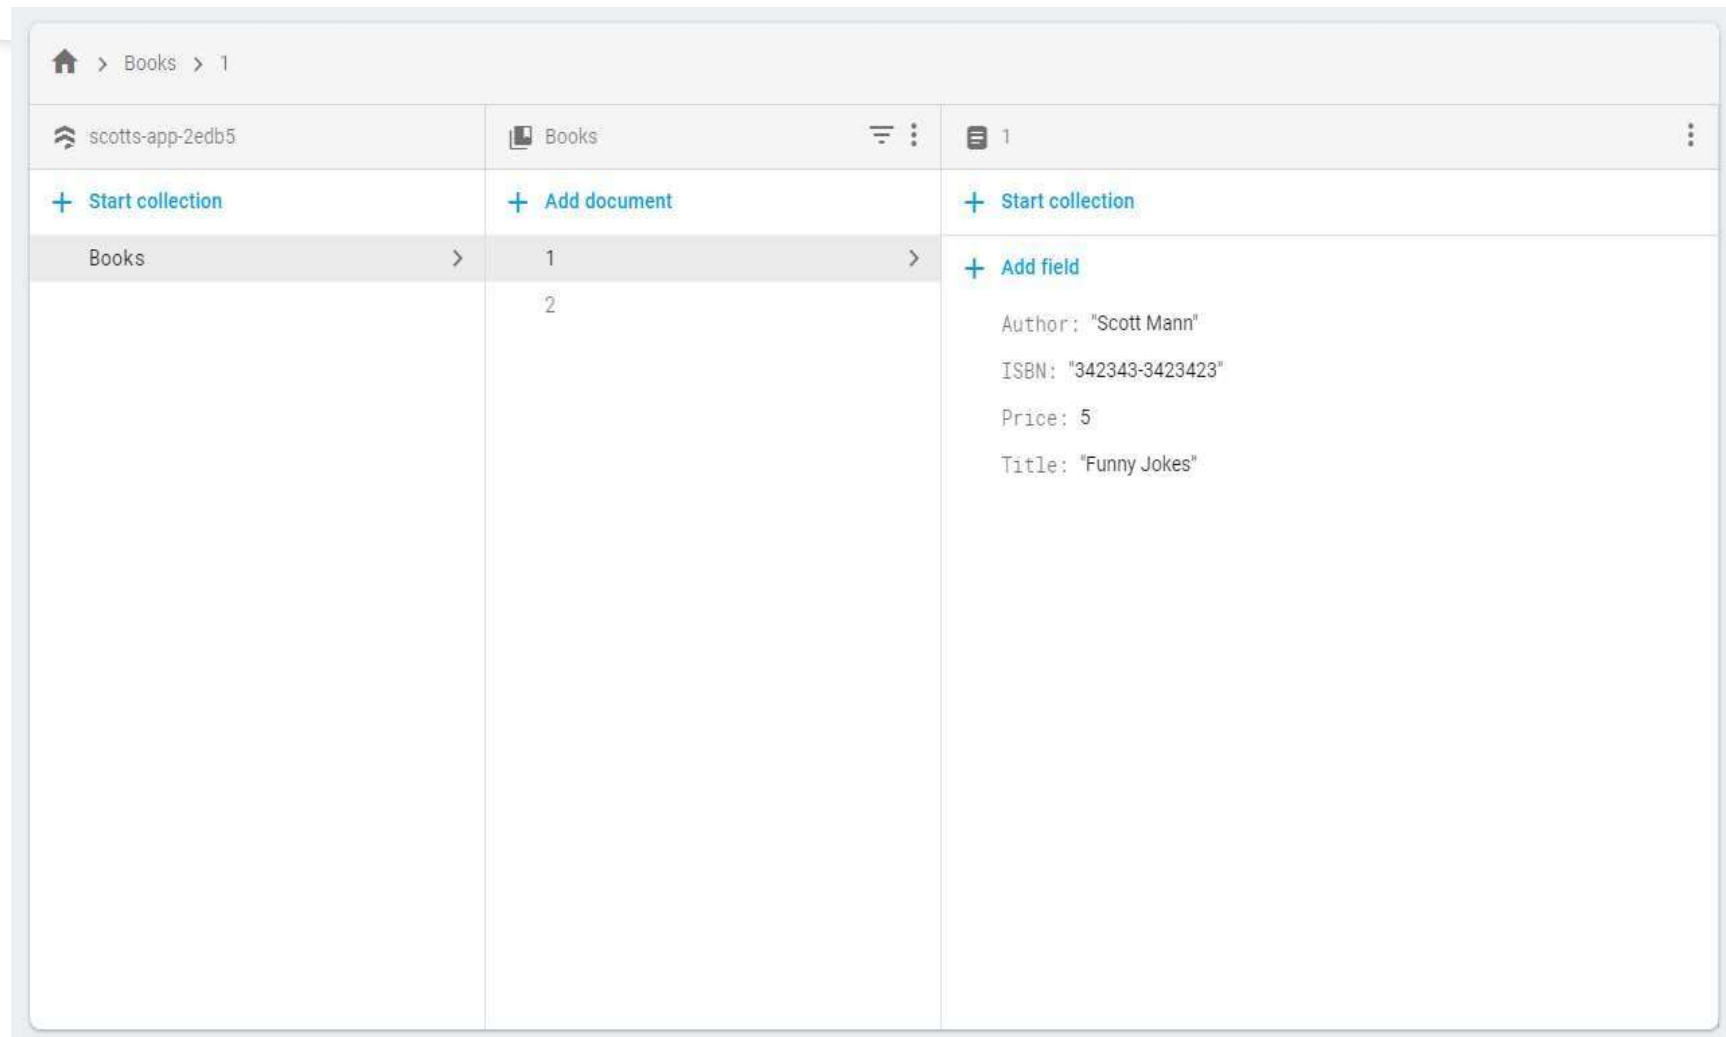 Books 1
scotts-app-2edb5
Books
1
Start collection
Add document
Start collection
Books
1
2
Add field
Author: "Scott Mann"
ISBN: "342343-3423423"
Price: 5
Title: "Funny Jokes"